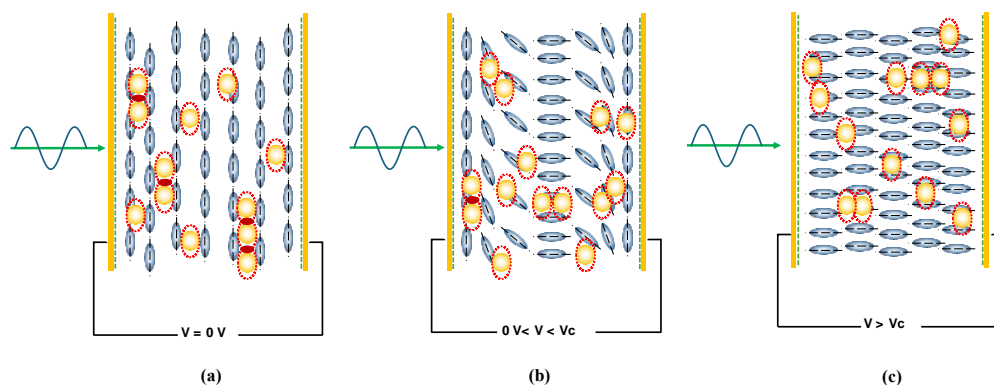 V = 0 V
0 V< V < Vc
V > Vc
(a)
(b)
(c)